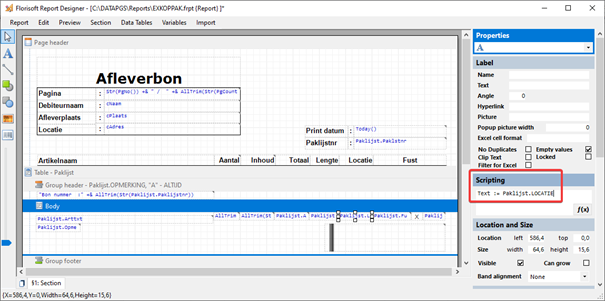 Florisoft Report Designer - [C:\DATAPGS\Reports\EXKOPPAK.frpt (Report) ]*
Report Edit Preview Section Data Tables Variables Import
Page header
Afleverbon
Pagina : Str(PgNo()) +& " / " +& AllTrim(Str(PgCount
Debiteurnaam : cNaam
Afleverplaats : cPlaats
Locatie : cAdres
Print datum : Today()
Paklijstnr : Paklijst.Paklstnr
Artikelnaam Aantal Inhoud Totaal Lengte Locatie Fust
Table - Paklijst
Group header - Paklijst.OPMERKING, "A" - ALTIJD
"Bon nummer :" +& AllTrim(Str(Paklijst.Paklijstnr))
Body
Paklijst.Arttxt AllTrim AllTrim(St Paklijst.A Paklijst Paklijst.L Paklijst.Fu X Paklij
Paklijst.Opme
Group footer
§1: Section
{X=586,4,Y=0,Width=64,6,Height=15,6}
Properties
A
Label
Name
Text
Angle 0
Hyperlink
Picture
Popup picture width 0
Excel cell format
No Duplicates Empty values
Clip Text Locked
Filter for Excel
Scripting
Text := Paklijst.LOCATIE
ƒ(x)
Location and Size
Location left 586,4 top 0,0
Size width 64,6 height 15,6
Visible Can grow
Band alignment None